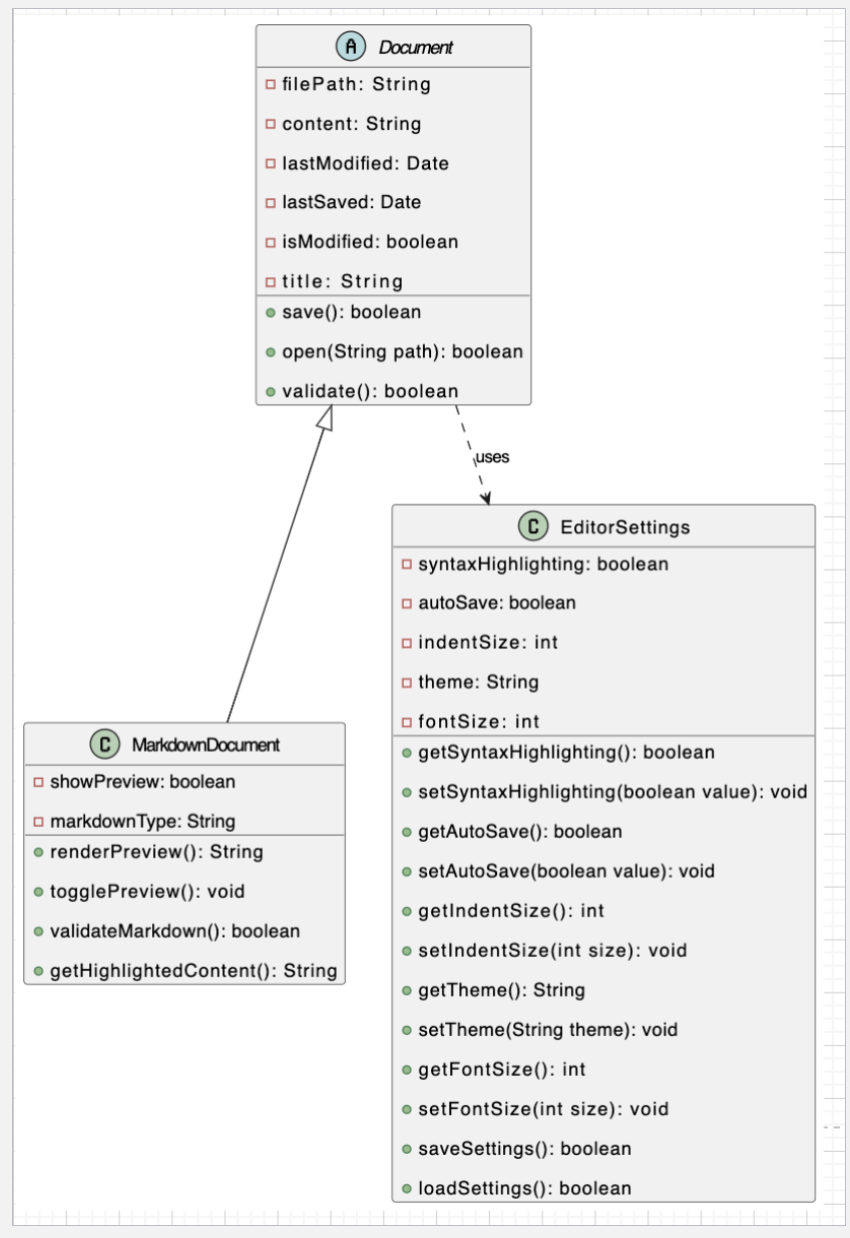 A Document
filePath: String
content: String
lastModified: Date
lastSaved: Date
isModified: boolean
title: String
save(): boolean
open(String path): boolean
validate(): boolean
uses
C EditorSettings
syntaxHighlighting: boolean
autoSave: boolean
indentSize: int
theme: String
fontSize: int
getSyntaxHighlighting(): boolean
setSyntaxHighlighting(boolean value): void
getAutoSave(): boolean
setAutoSave(boolean value): void
getIndentSize(): int
setIndentSize(int size): void
getTheme(): String
setTheme(String theme): void
getFontSize(): int
setFontSize(int size): void
saveSettings(): boolean
loadSettings(): boolean
C MarkdownDocument
showPreview: boolean
markdownType: String
renderPreview(): String
togglePreview(): void
validateMarkdown(): boolean
getHighlightedContent(): String